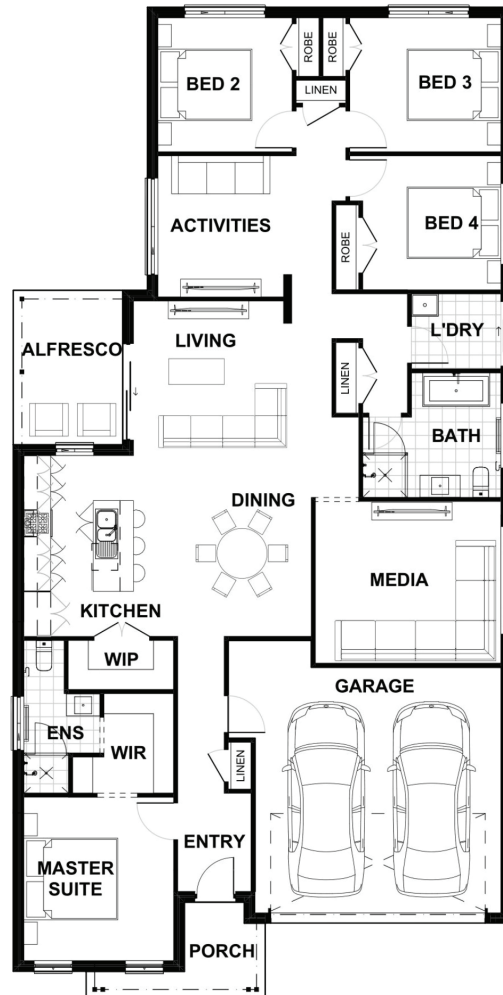 ROBE
ROBE
BED 2
BED 3
LINEN
ACTIVITIES
BED 4
ROBE
LIVING
L'DRY
ALFRESCO
LINEN
BATH
DINING
MEDIA
KITCHEN
WIP
GARAGE
ENS
WIR
LINEN
ENTRY
MASTER
SUITE
PORCH